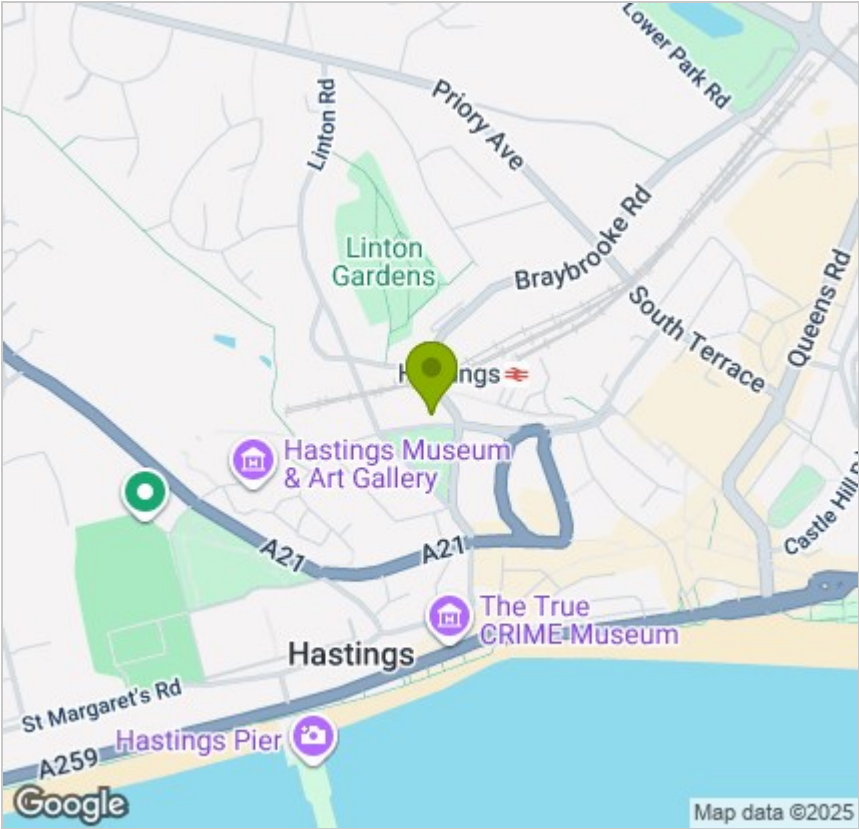 Lower Park Rd
Linton Rd
Priory Ave
Linton
Gardens
Braybrooke Rd
South Terrace
Queens Rd
Hastings Museum
& Art Gallery
Castle Hill
A21
A21
The True
CRIME Museum
Hastings
St Margaret's Rd
Hastings Pier
A259
Google
Map data ©2025